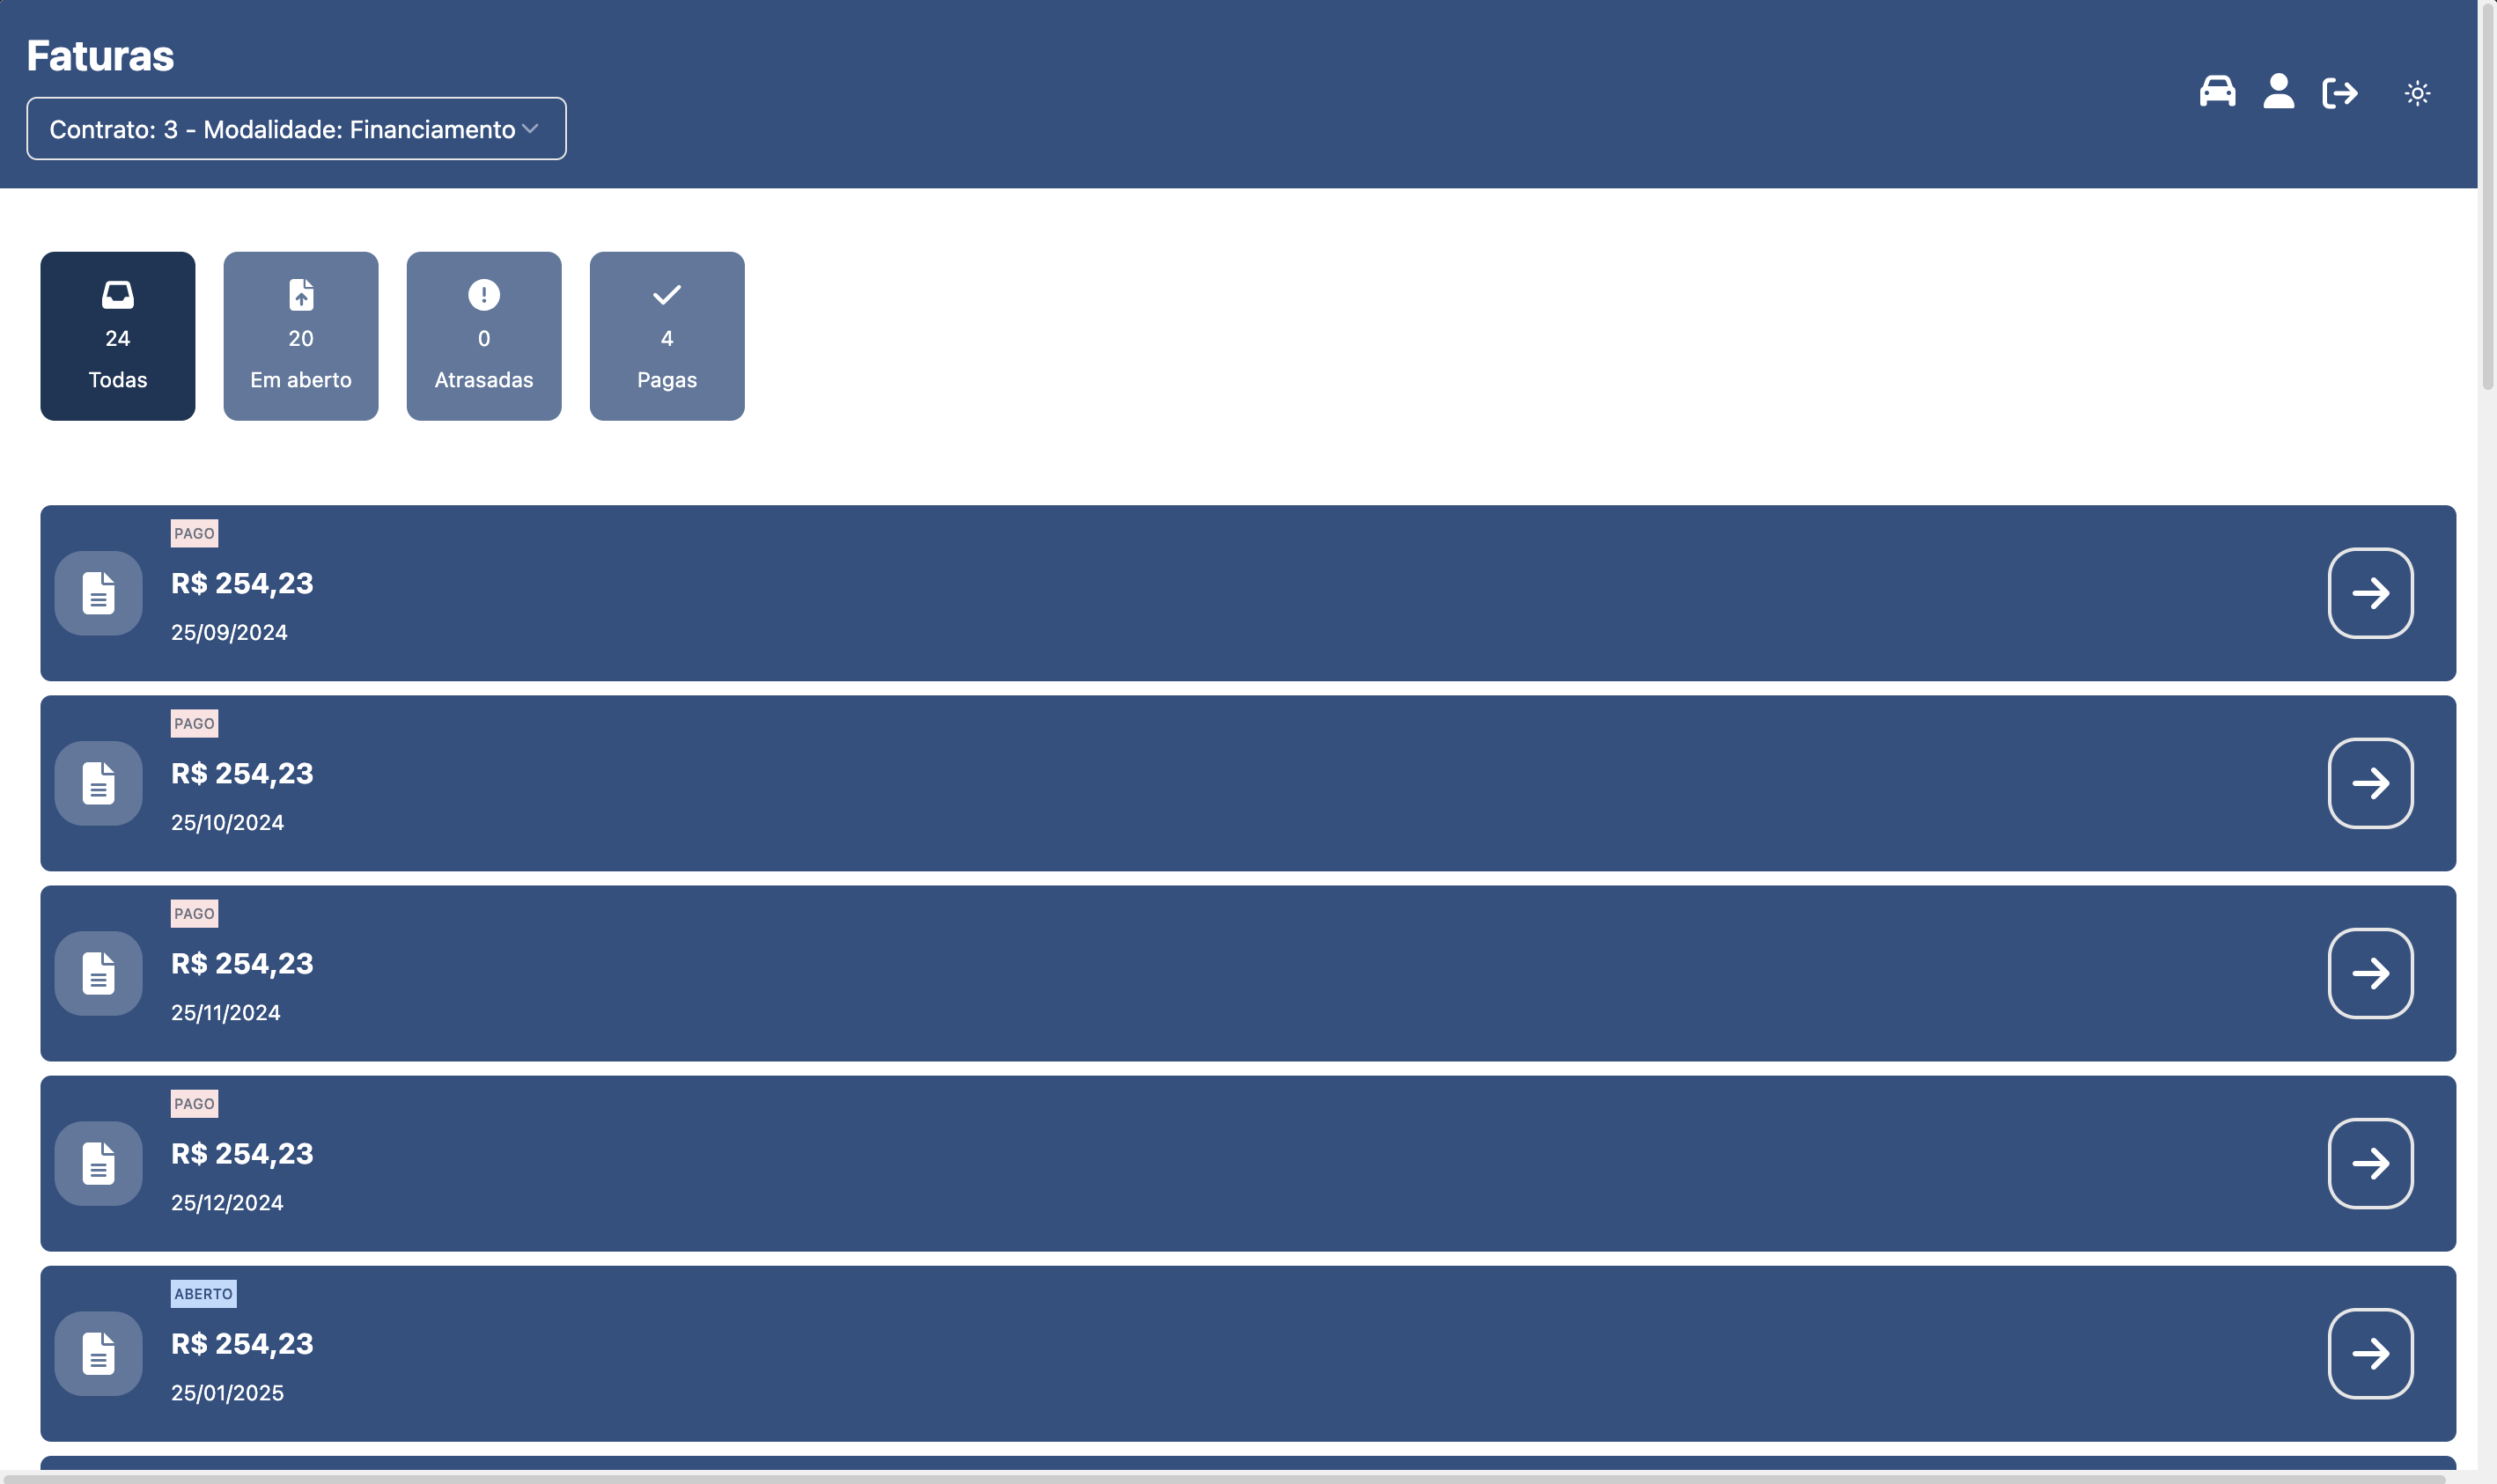 Faturas
Contrato: 3 - Modalidade: Financiamento
24
Todas
20
Em aberto
0
Atrasadas
4
Pagas
PAGO
R$ 254,23
25/09/2024
PAGO
R$ 254,23
25/10/2024
PAGO
R$ 254,23
25/11/2024
PAGO
R$ 254,23
25/12/2024
ABERTO
R$ 254,23
25/01/2025